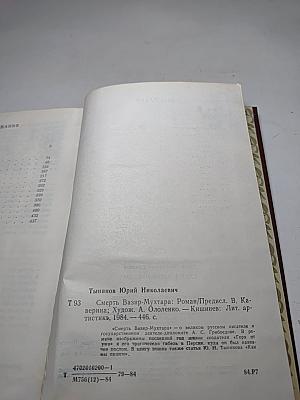 Тынянов Юрий Николаевич
Т 93 Смерть Вазир-Мухтара: Роман/Предисл. В. Ка-
верина; Худож. А. Ололенко. — Кишинев: Лит. ар-
тистикэ, 1984. — 446 с.
«Смерть Вазир-Мухтара» — о великом русском писателе и
государственном деятеле-дипломате А. С. Грибоедове. В ро-
мане изображены последний год жизни создателя «Горя от
ума» и его трагическая гибель в Персии, куда он был назна-
чен послом. В книгу вошла также статья Ю. Н. Тынянова «Как
мы пишем».
4702010200—1
Т 79—84
М756(12)—84
84.Р7